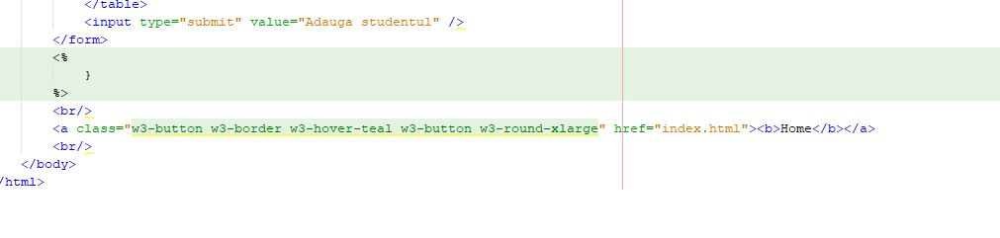 </table>
<input type="submit" value="Adauga studentul" />
</form>
<%
}
%>
<br/>
<a class="w3-button w3-border w3-hover-teal w3-button w3-round-xlarge" href="index.html"><b>Home</b></a>
<br/>
</body>
/html>